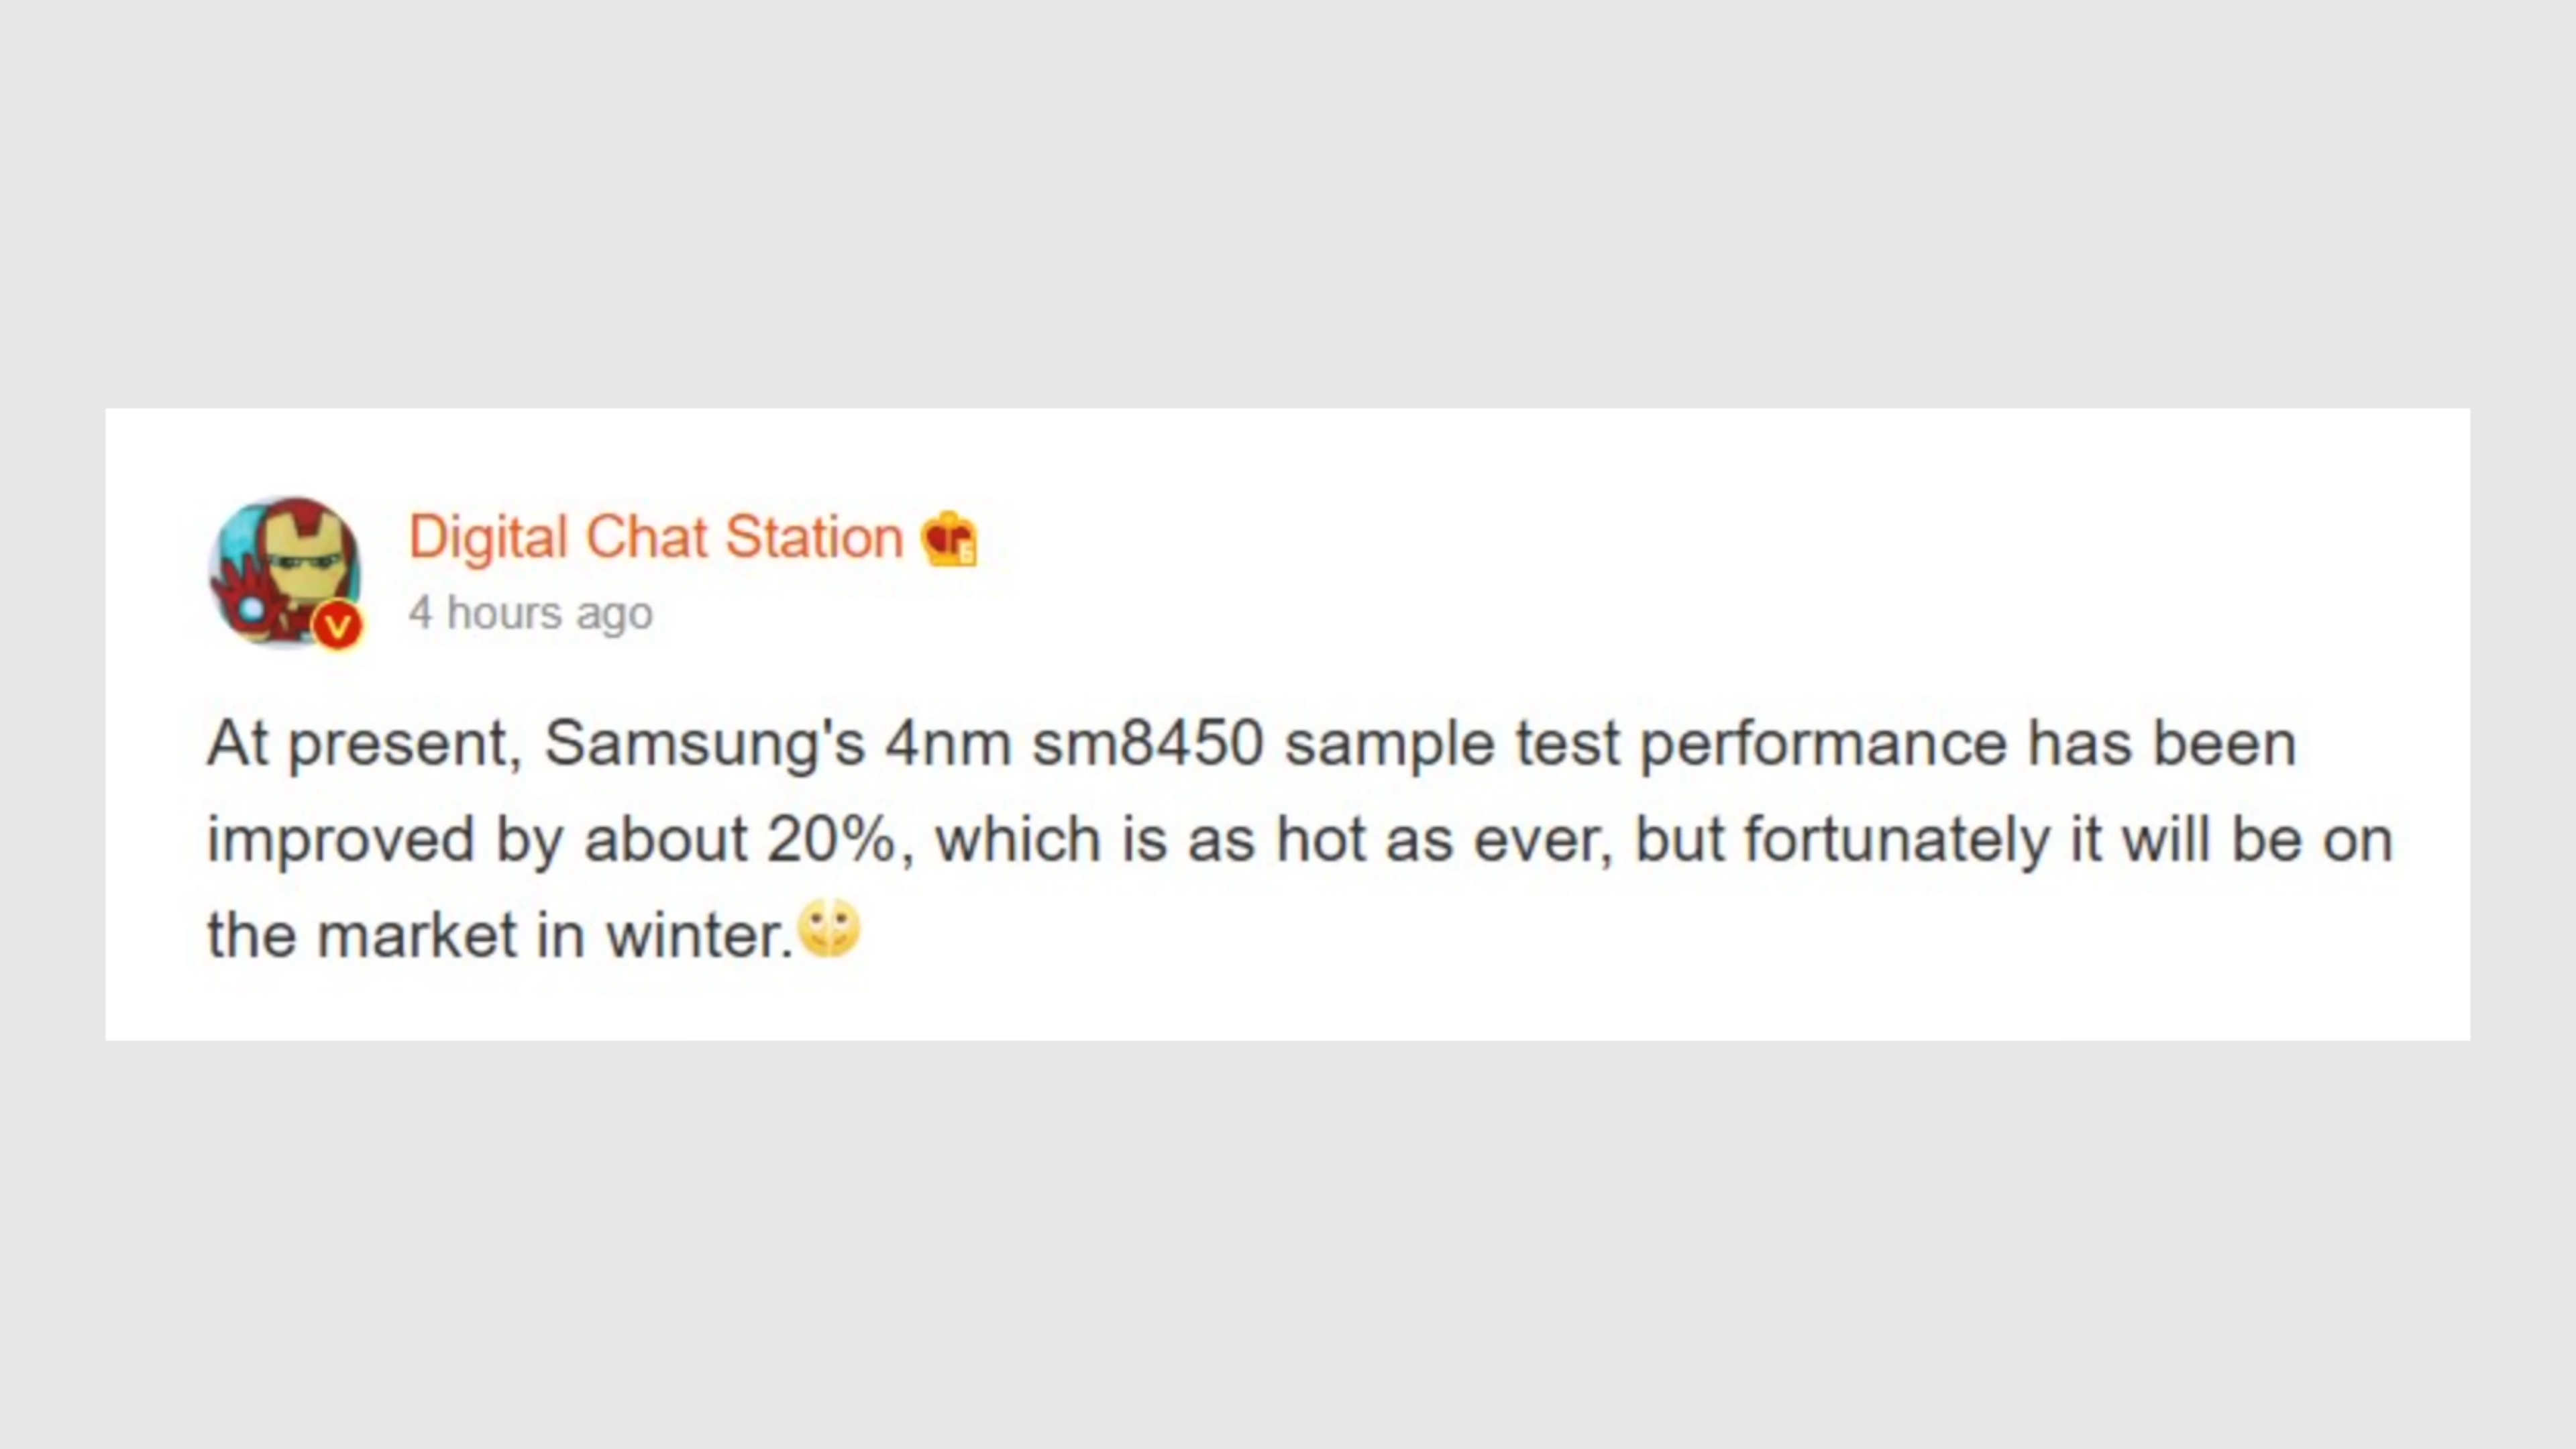 Digital Chat Station
4 hours ago
At present, Samsung's 4nm sm8450 sample test performance has been
improved by about 20%, which is as hot as ever, but fortunately it will be on
the market in winter.